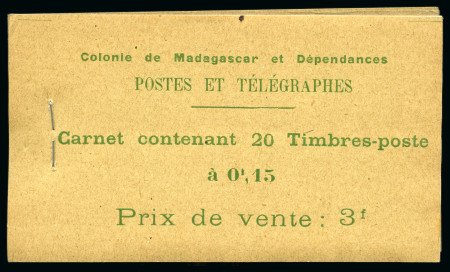 Colonie de Madagascar et Dépendances
POSTES ET TÉLÉGRAPHES
Carnet contenant 20 Timbres-poste
à 0f,15
Prix de vente : 3f